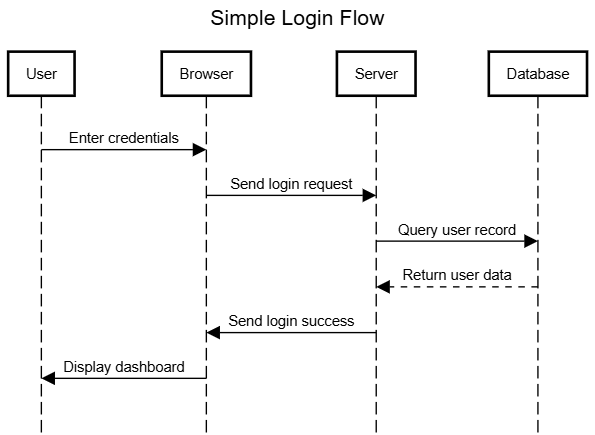 Simple Login Flow
User
Browser
Server
Database
Enter credentials
Send login request
Query user record
Return user data
Send login success
Display dashboard